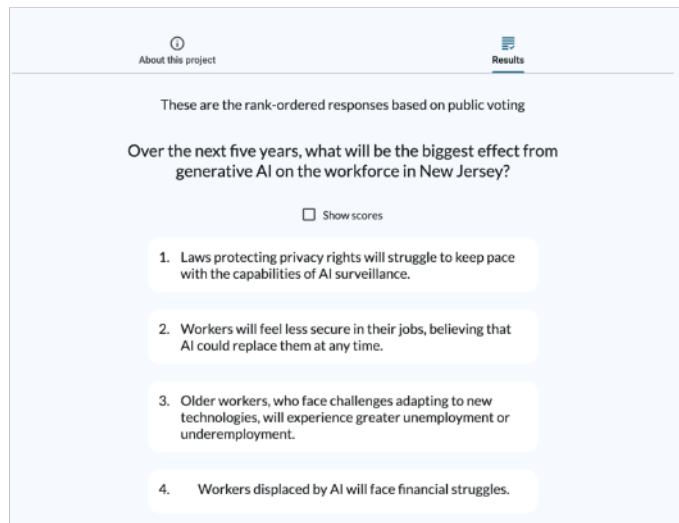 About this project
Results
These are the rank-ordered responses based on public voting
Over the next five years, what will be the biggest effect from
generative AI on the workforce in New Jersey?
Show scores
1. Laws protecting privacy rights will struggle to keep pace
with the capabilities of AI surveillance.
2. Workers will feel less secure in their jobs, believing that
AI could replace them at any time.
3. Older workers, who face challenges adapting to new
technologies, will experience greater unemployment or
underemployment.
4. Workers displaced by AI will face financial struggles.